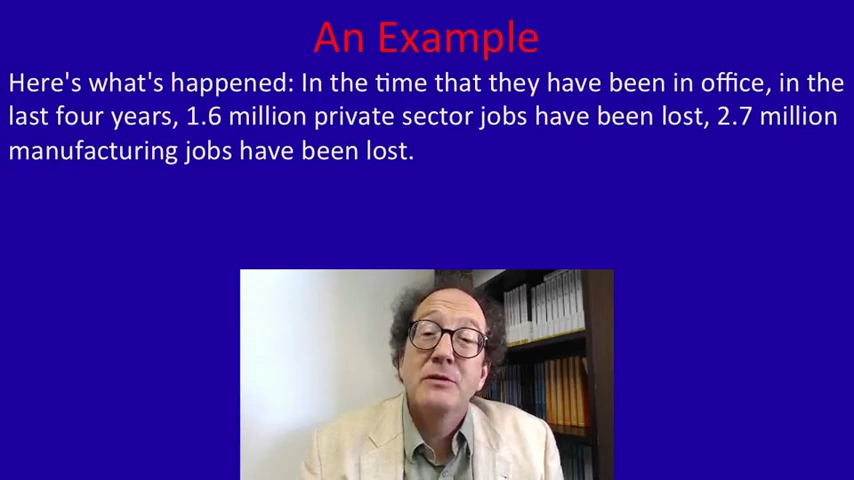 An Example
Here's what's happened: In the time that they have been in office, in the
last four years, 1.6 million private sector jobs have been lost, 2.7 million
manufacturing jobs have been lost.